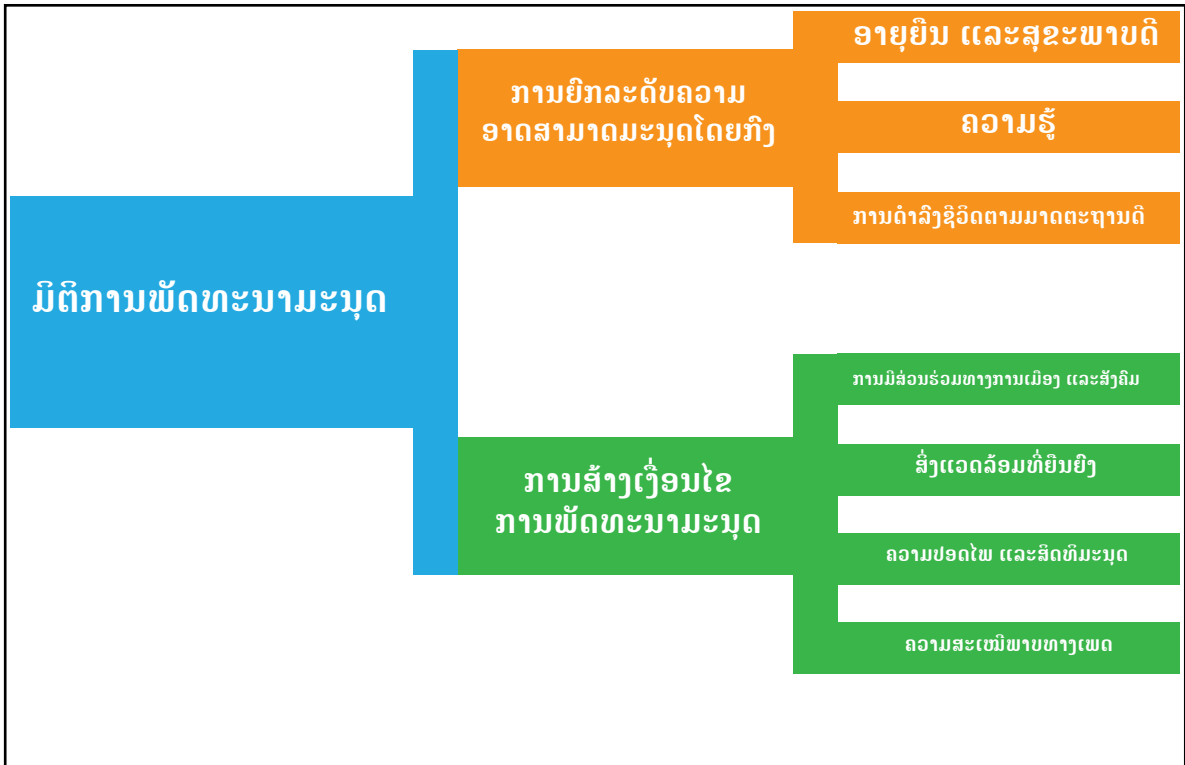 ມິຕິການພັດທະນາມະນຸດ
ການຍົກລະດັບຄວາມ
ອາດສາມາດມະນຸດໂດຍກົງ
ອາຍຸຍືນ ແລະສຸຂະພາບດີ
ຄວາມຮູ້
ການດຳລົງຊີວິດຕາມມາດຕະຖານດີ
ການສ້າງເງື່ອນໄຂ
ການພັດທະນາມະນຸດ
ການມີສ່ວນຮ່ວມທາງການເມືອງ ແລະສັງຄົມ
ສິ່ງແວດລ້ອມທີ່ຍືນຍົງ
ຄວາມປອດໄພ ແລະສິດທິມະນຸດ
ຄວາມສະເໝີພາບທາງເພດ